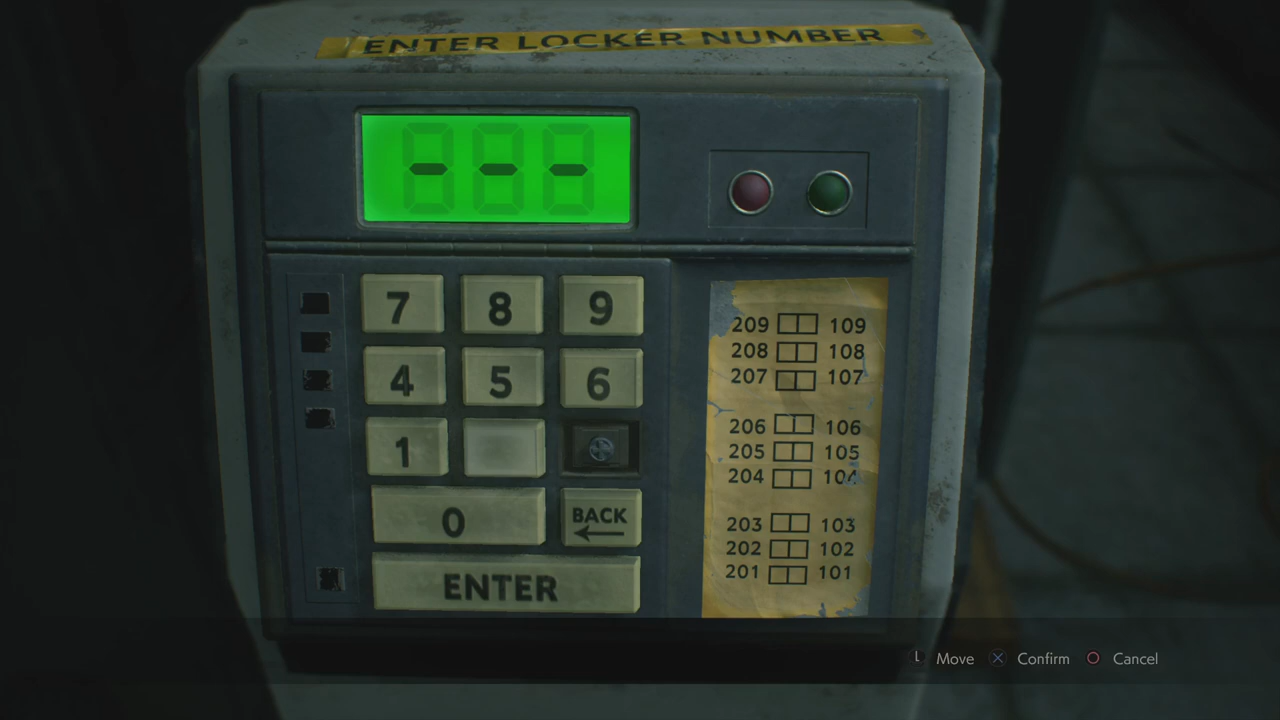 ENTER LOCKER NUMBER
- - -
7 8 9
4 5 6
1
0 BACK
ENTER
209 109
208 108
207 107
206 106
205 105
204 104
203 103
202 102
201 101
L Move Confirm Cancel